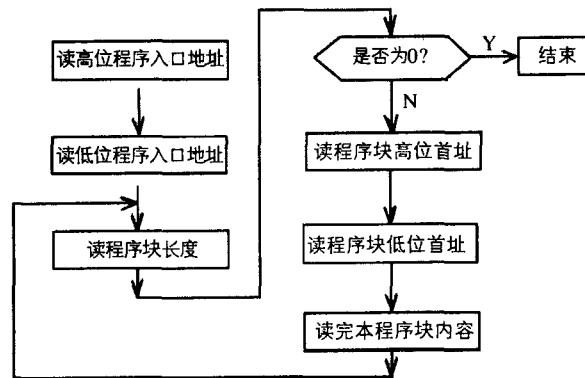 读高位程序入口地址
读低位程序入口地址
读程序块长度
是否为0?
Y
结束
N
读程序块高位首址
读程序块低位首址
读完本程序块内容